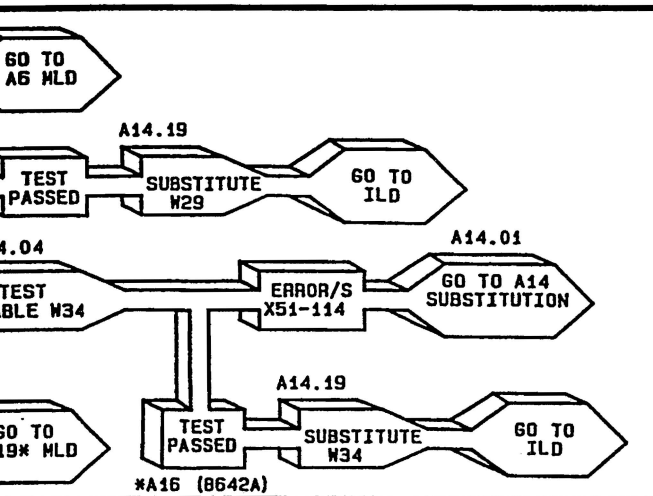 GO TO
A6 MLD
A14.19
TEST
PASSED
SUBSTITUTE
W29
GO TO
ILD
4.04
A14.01
TEST
ABLE W34
ERROR/S
X51-114
GO TO A14
SUBSTITUTION
A14.19
GO TO
19* MLD
TEST
PASSED
SUBSTITUTE
W34
GO TO
ILD
*A16 (8642A)